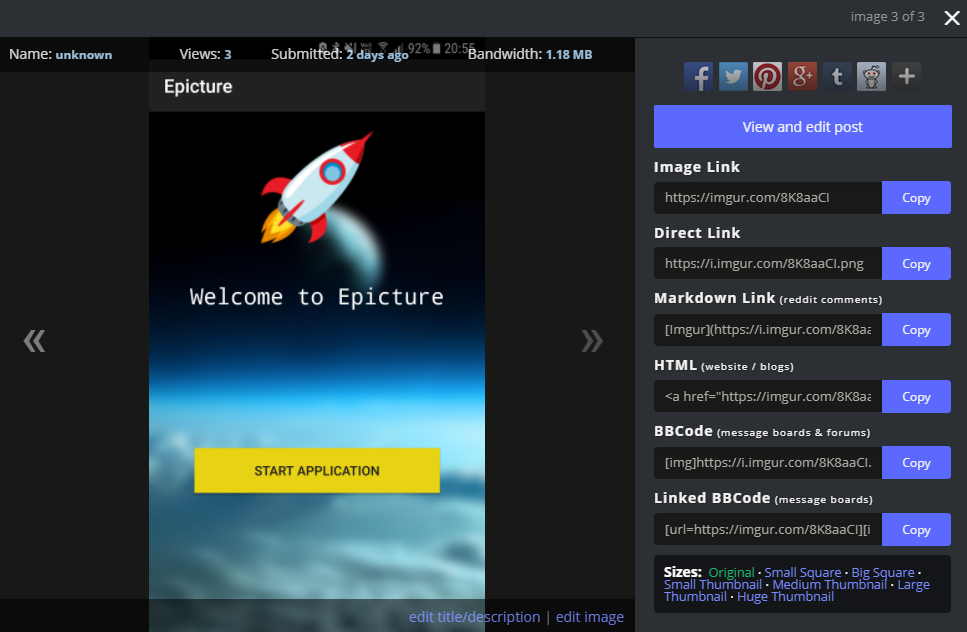 image 3 of 3
Name: unknown Views: 3 Submitted: 2 days ago Bandwidth: 1.18 MB
92% 20:55
Epicture
Welcome to Epicture
START APPLICATION
edit title/description | edit image
View and edit post
Image Link
https://imgur.com/8K8aaCI
Copy
Direct Link
https://i.imgur.com/8K8aaCI.png
Copy
Markdown Link (reddit comments)
[Imgur](https://i.imgur.com/8K8aa
Copy
HTML (website / blogs)
<a href="https://imgur.com/8K8aa
Copy
BBCode (message boards & forums)
[img]https://i.imgur.com/8K8aaCI.
Copy
Linked BBCode (message boards)
[url=https://imgur.com/8K8aaCI][i
Copy
Sizes: Original · Small Square · Big Square ·
Small Thumbnail · Medium Thumbnail · Large
Thumbnail · Huge Thumbnail